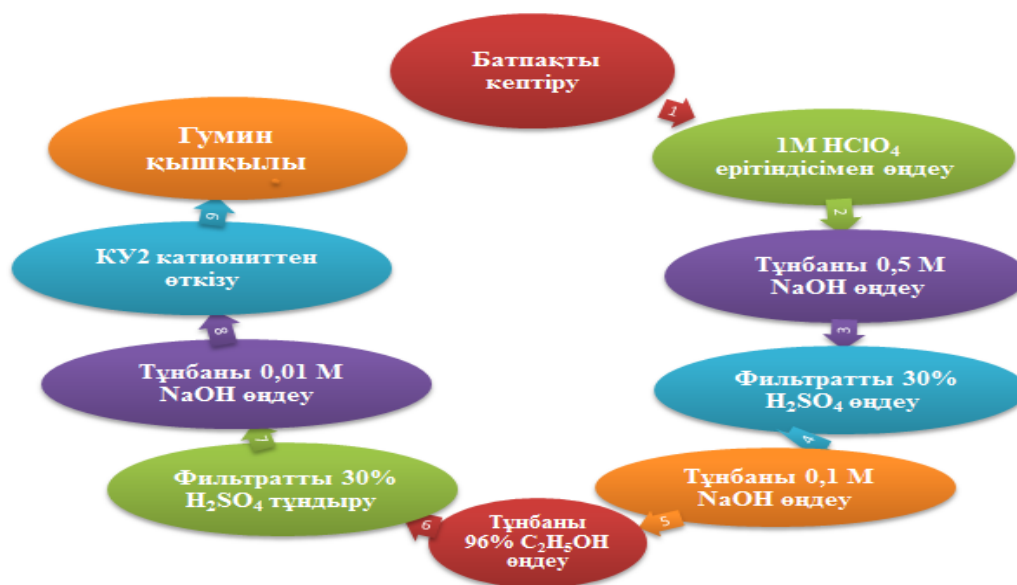 Батпақты
кептіру
1
1М HClO₄
ерітіндісімен өңдеу
2
Тұнбаны 0,5 М
NaOH өңдеу
3
Фильтратты 30%
H₂SO₄ өңдеу
4
Тұнбаны 0,1 М
NaOH өңдеу
5
Тұнбаны
96% C₂H₅OH
өңдеу
6
Фильтратты 30%
H₂SO₄ тұндыру
7
Тұнбаны 0,01 М
NaOH өңдеу
8
КУ2 катиониттен
өткізу
9
Гумин
қышқылы